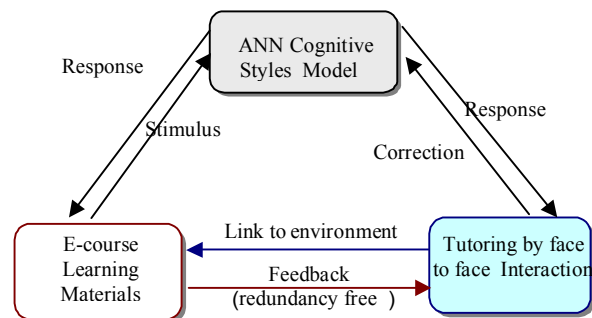 ANN Cognitive
Styles Model
Response
Response
Stimulus
Correction
Link to environment
E-course
Learning
Materials
Tutoring by face
to face Interaction
Feedback
(redundancy free )